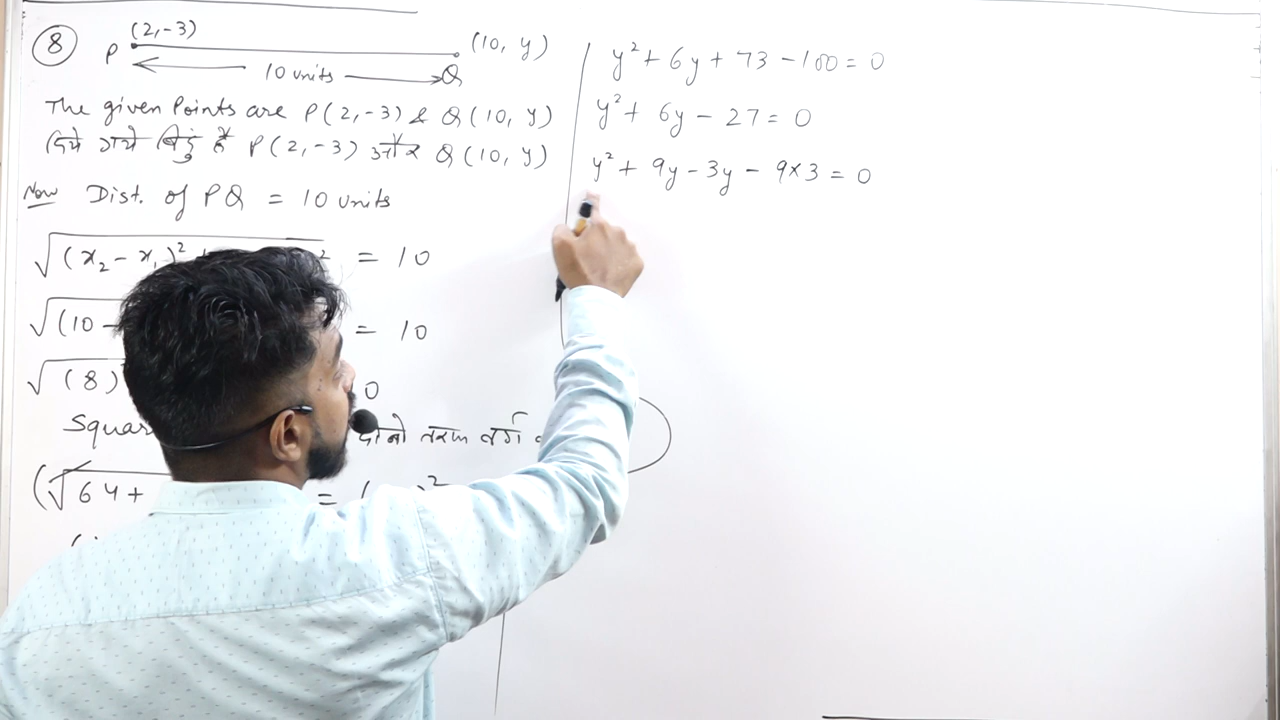 (8) P (2,-3) (10, y)
10 units Q
The given Points are P(2,-3) & Q(10, y)
दिये गये बिंदु हैं P(2,-3) और Q(10, y)
Now Dist. of PQ = 10 units
√(x₂ - x₁)² = 10
√(10- = 10
√(8) 0
Squar दोनो तरफ वर्ग
(√64+ = ( )²
y² + 6y + 73 - 100 = 0
y² + 6y - 27 = 0
y² + 9y - 3y - 9×3 = 0